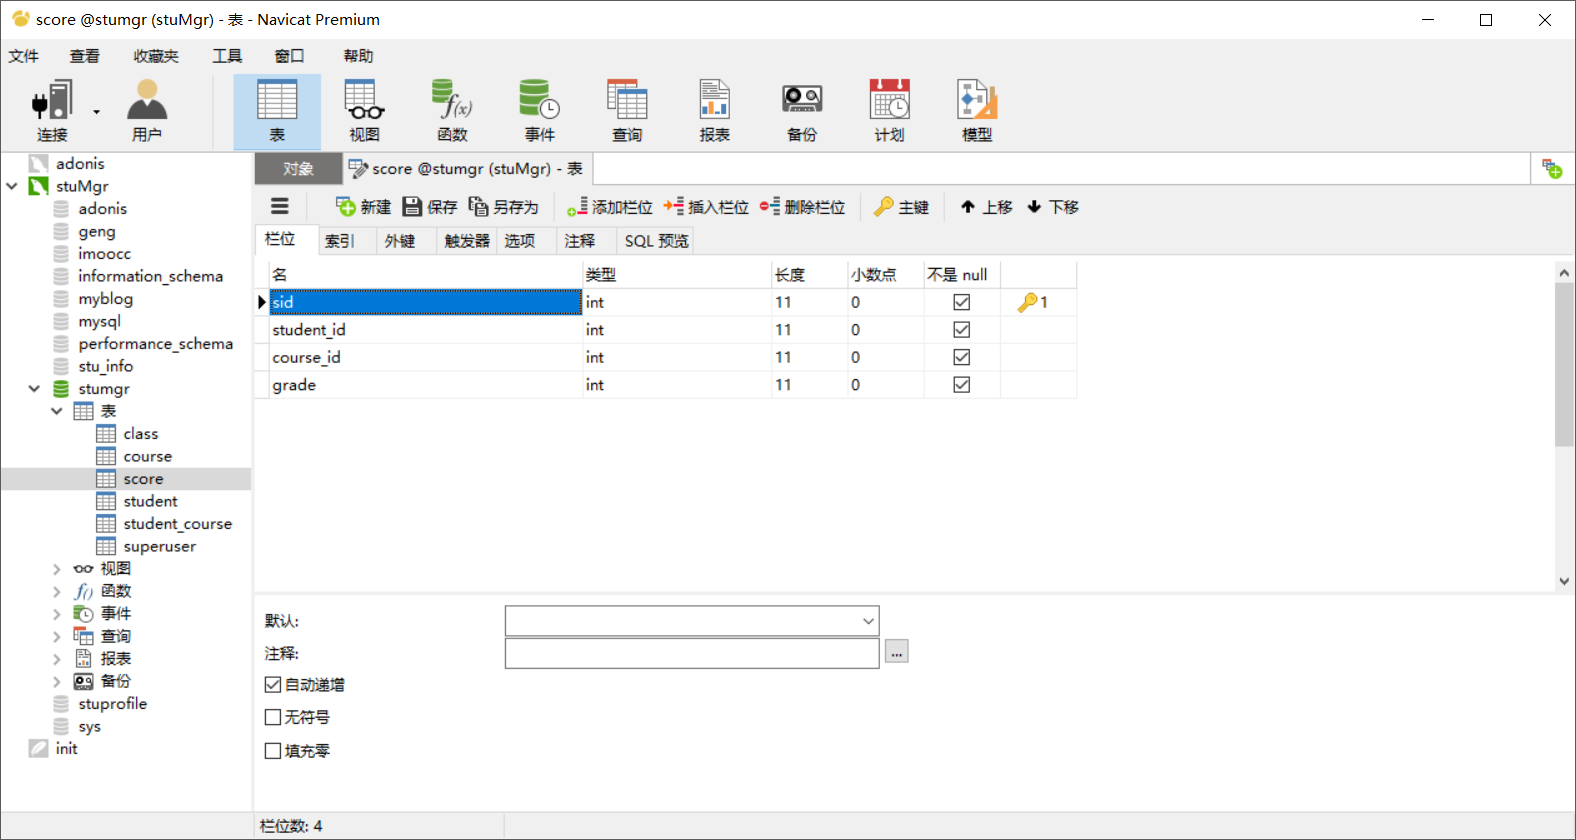 score @stumgr (stuMgr) - 表 - Navicat Premium
文件 查看 收藏夹 工具 窗口 帮助
连接 用户 表 视图 函数 事件 查询 报表 备份 计划 模型
adonis
stuMgr
adonis
geng
imoocc
information_schema
myblog
mysql
performance_schema
stu_info
stumgr
表
class
course
score
student
student_course
superuser
视图
函数
事件
查询
报表
备份
stuprofile
sys
init
对象 score @stumgr (stuMgr) - 表
新建 保存 另存为 添加栏位 插入栏位 删除栏位 主键 上移 下移
栏位 索引 外键 触发器 选项 注释 SQL 预览
名 类型 长度 小数点 不是 null
sid int 11 0 1
student_id int 11 0
course_id int 11 0
grade int 11 0
默认:
注释: ...
自动递增
无符号
填充零
栏位数: 4